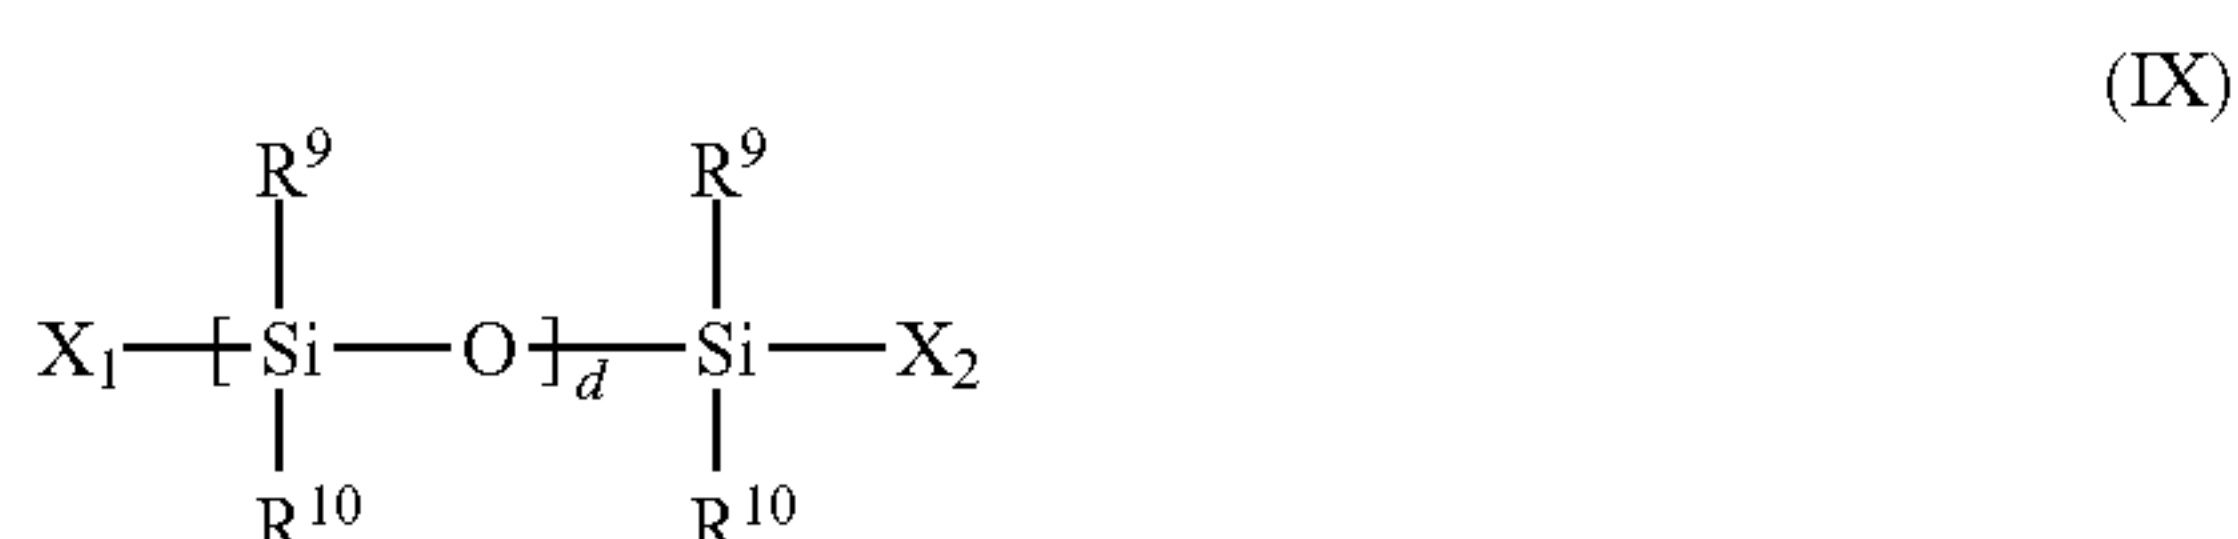 (IX)
R⁹ R⁹
X₁—[Si—O]d—Si—X₂
R¹⁰ R¹⁰